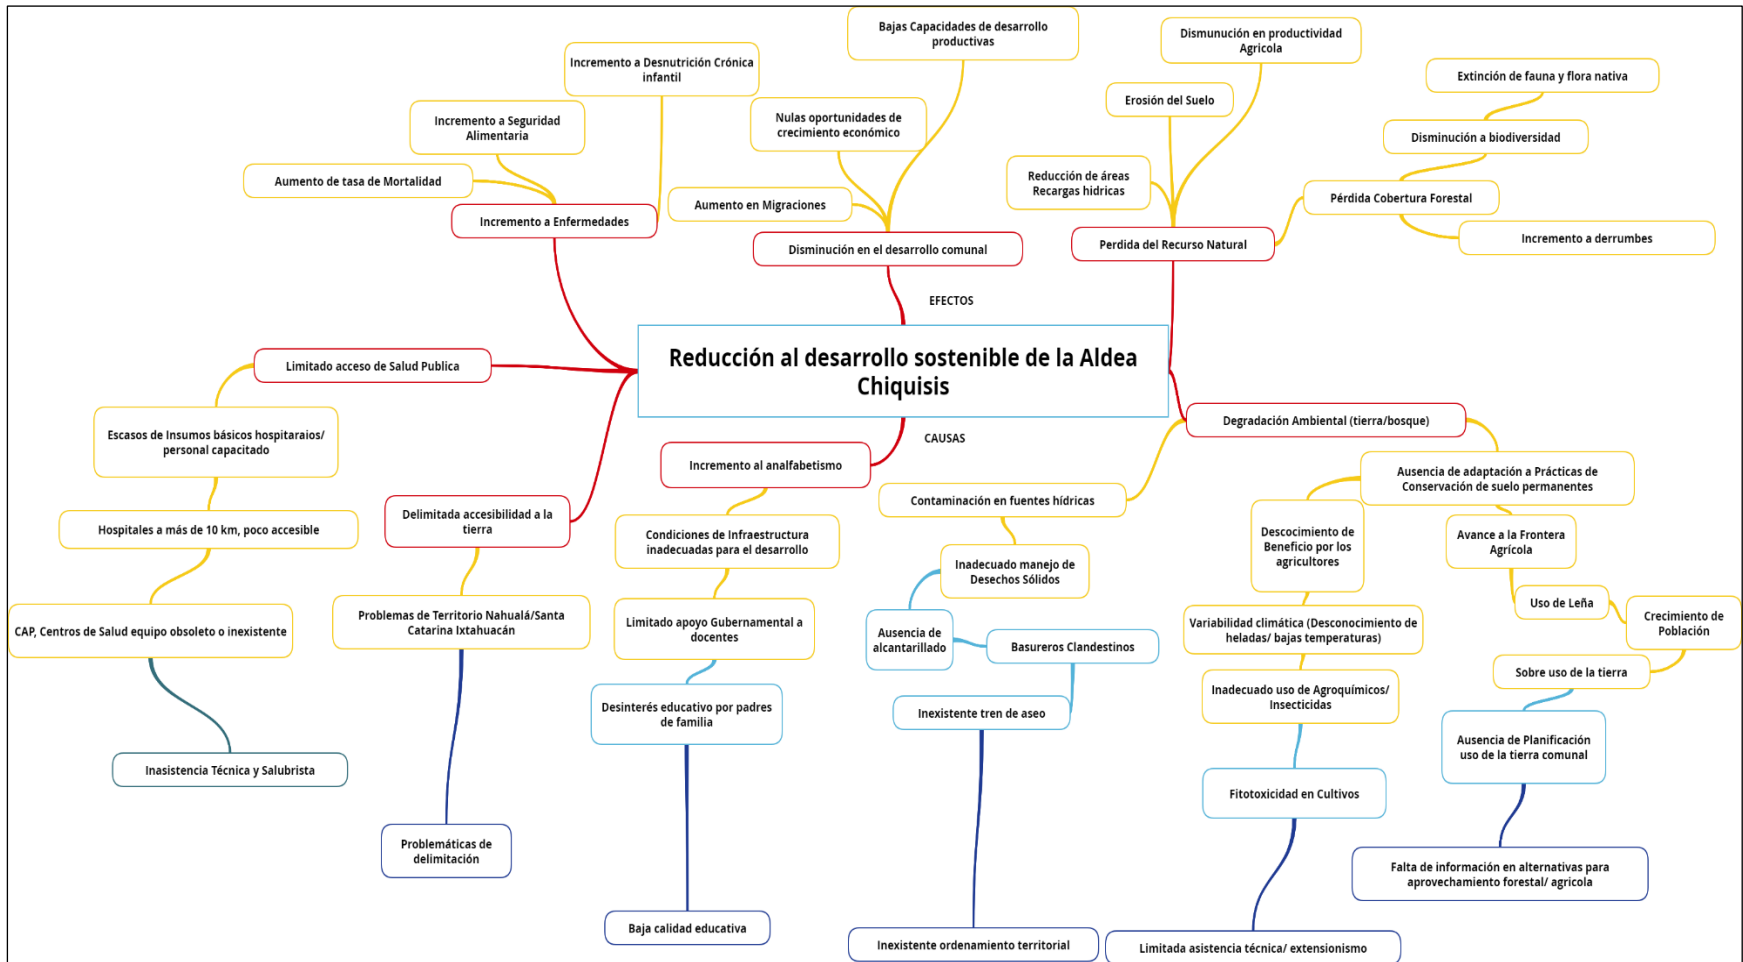 Bajas Capacidades de desarrollo
productivas
Dismunución en productividad
Agricola
Incremento a Desnutrición Crónica
infantil
Extinción de fauna y flora nativa
Erosión del Suelo
Incremento a Seguridad
Alimentaria
Nulas oportunidades de
crecimiento económico
Disminución a biodiversidad
Aumento de tasa de Mortalidad
Reducción de áreas
Recargas hidricas
Aumento en Migraciones
Pérdida Cobertura Forestal
Incremento a Enfermedades
Incremento a derrumbes
Disminución en el desarrollo comunal
Perdida del Recurso Natural
EFECTOS
Reducción al desarrollo sostenible de la Aldea
Chiquisis
CAUSAS
Limitado acceso de Salud Publica
Escasos de Insumos básicos hospitaraios/
personal capacitado
Hospitales a más de 10 km, poco accesible
CAP, Centros de Salud equipo obsoleto o inexistente
Inasistencia Técnica y Salubrista
Delimitada accesibilidad a la
tierra
Problemas de Territorio Nahualá/Santa
Catarina Ixtahuacán
Problemáticas de
delimitación
Incremento al analfabetismo
Condiciones de Infraestructura
inadecuadas para el desarrollo
Limitado apoyo Gubernamental a
docentes
Desinterés educativo por padres
de familia
Baja calidad educativa
Degradación Ambiental (tierra/bosque)
Contaminación en fuentes hídricas
Inadecuado manejo de
Desechos Sólidos
Ausencia de
alcantarillado
Basureros Clandestinos
Inexistente tren de aseo
Inexistente ordenamiento territorial
Ausencia de adaptación a Prácticas de
Conservación de suelo permanentes
Descocimiento de
Beneficio por los
agricultores
Variabilidad climática (Desconocimiento de
heladas/ bajas temperaturas)
Inadecuado uso de Agroquímicos/
Insecticidas
Fitotoxicidad en Cultivos
Limitada asistencia técnica/ extensionismo
Avance a la Frontera
Agrícola
Uso de Leña
Crecimiento de
Población
Sobre uso de la tierra
Ausencia de Planificación
uso de la tierra comunal
Falta de información en alternativas para
aprovechamiento forestal/ agricola